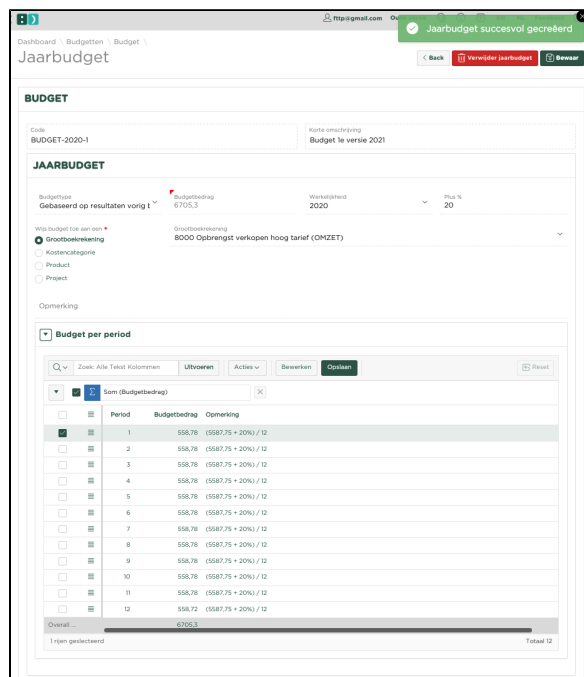 fttp@gmail.com
Jaarbudget succesvol gecreëerd
Dashboard \ Budgetten \ Budget \
Jaarbudget
< Back
Verwijder jaarbudget
Bewaar
BUDGET
Code
BUDGET-2020-1
Korte omschrijving
Budget 1e versie 2021
JAARBUDGET
Budgettype
Gebaseerd op resultaten vorig
Budgetbedrag
6705,3
Werkelijkheid
2020
Plus %
20
Wijs budget toe aan een
Grootboekrekening
Kostencategorie
Product
Project
Grootboekrekening
8000 Opbrengst verkopen hoog tarief (OMZET)
Opmerking
Budget per period
Zoek: Alle Tekst Kolommen
Uitvoeren
Acties
Bewerken
Opslaan
Reset
Σ Som (Budgetbedrag)
Period Budgetbedrag Opmerking
1 558,78 (5587,75 + 20%) / 12
2 558,78 (5587,75 + 20%) / 12
3 558,78 (5587,75 + 20%) / 12
4 558,78 (5587,75 + 20%) / 12
5 558,78 (5587,75 + 20%) / 12
6 558,78 (5587,75 + 20%) / 12
7 558,78 (5587,75 + 20%) / 12
8 558,78 (5587,75 + 20%) / 12
9 558,78 (5587,75 + 20%) / 12
10 558,78 (5587,75 + 20%) / 12
11 558,78 (5587,75 + 20%) / 12
12 558,72 (5587,75 + 20%) / 12
Overall ... 6705,3
1 rijen geslecteerd
Totaal 12